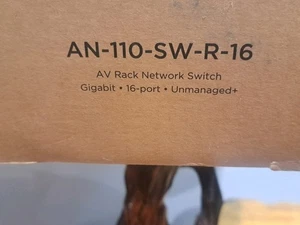 AN-110-SW-R-16
AV Rack Network Switch
Gigabit • 16-port • Unmanaged+